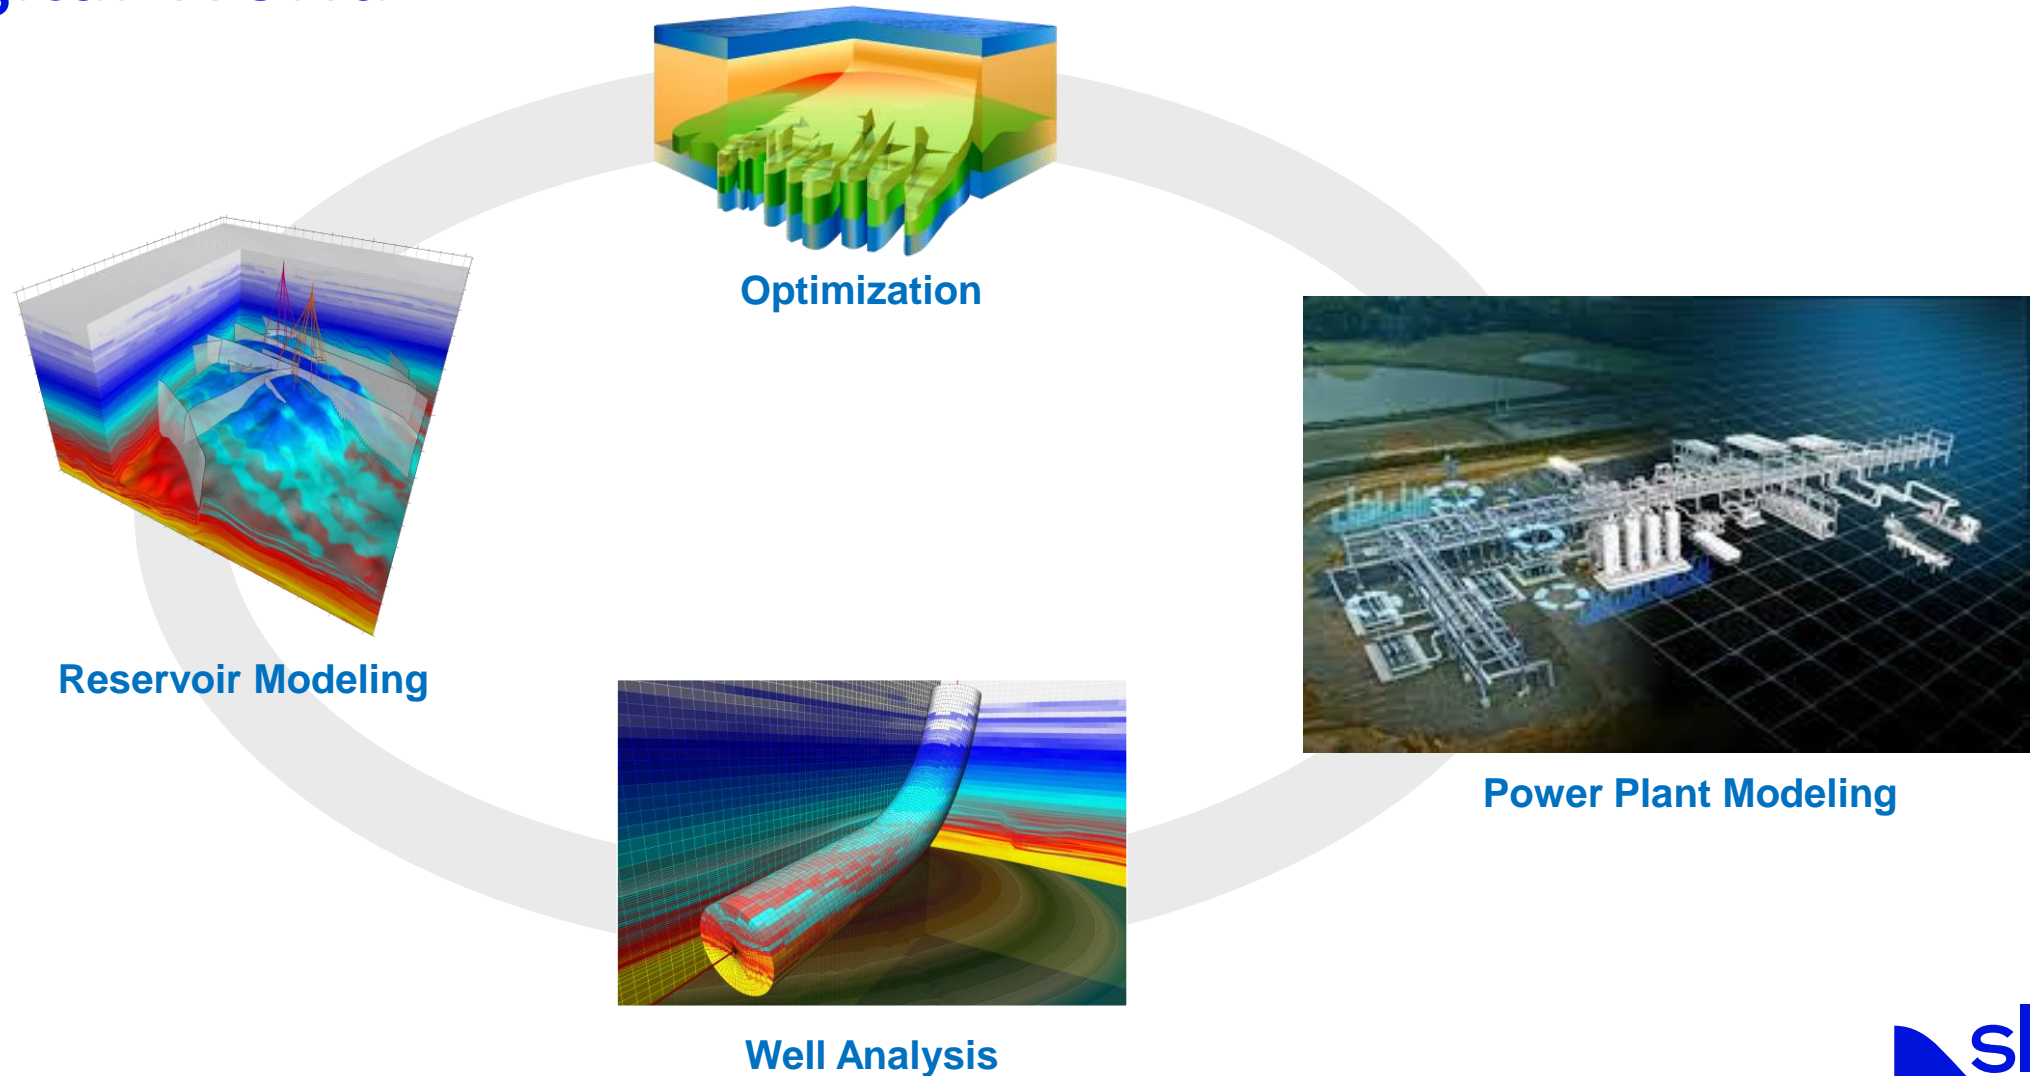 Optimization
Reservoir Modeling
Power Plant Modeling
Well Analysis